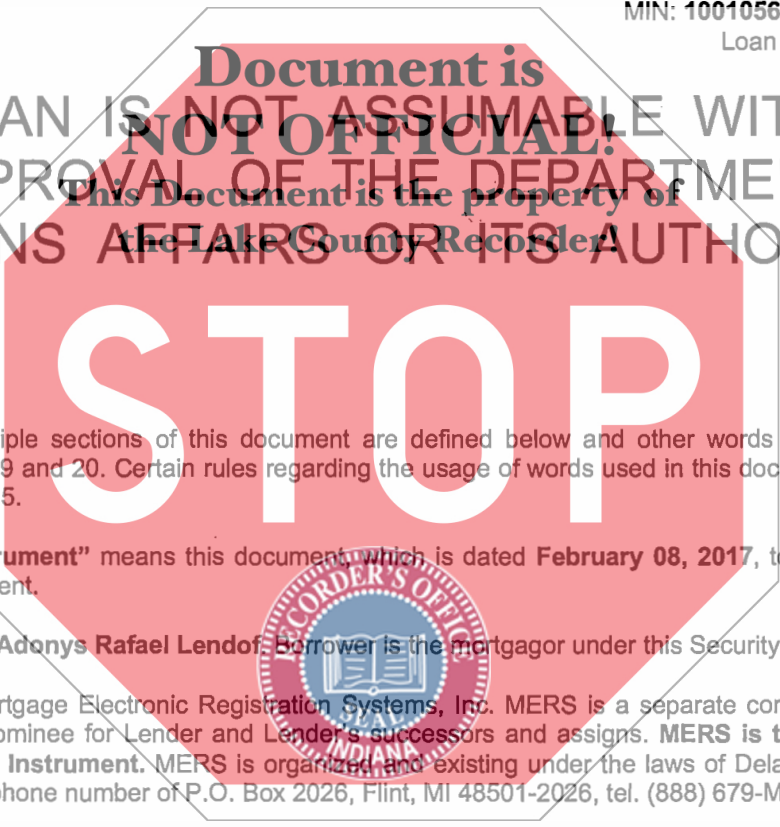 MIN: 1001056
Loan
Document is
AN IS NOT ASSUMABLE WIT
NOT OFFICIAL!
PROVAL OF THE DEPARTME
This Document is the property of
NS AFFAIRS OR ITS AUTHO
the Lake County Recorder!
STOP
iple sections of this document are defined below and other words
9 and 20. Certain rules regarding the usage of words used in this doc
5.
rument” means this document, which is dated February 08, 2017, to
ent.
Adonys Rafael Lendof. Borrower is the mortgagor under this Security
rtgage Electronic Registration Systems, Inc. MERS is a separate cor
ominee for Lender and Lender's successors and assigns. MERS is t
Instrument. MERS is organized and existing under the laws of Dela
phone number of P.O. Box 2026, Flint, MI 48501-2026, tel. (888) 679-M
RECORDER'S OFFICE
SEAL
INDIANA